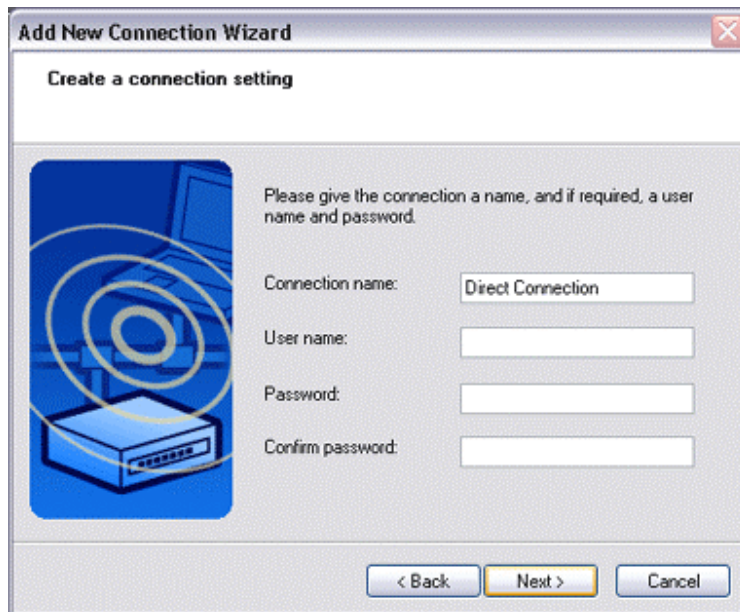 Add New Connection Wizard
Create a connection setting
Please give the connection a name, and if required, a user
name and password.
Connection name: Direct Connection
User name:
Password:
Confirm password:
< Back Next > Cancel